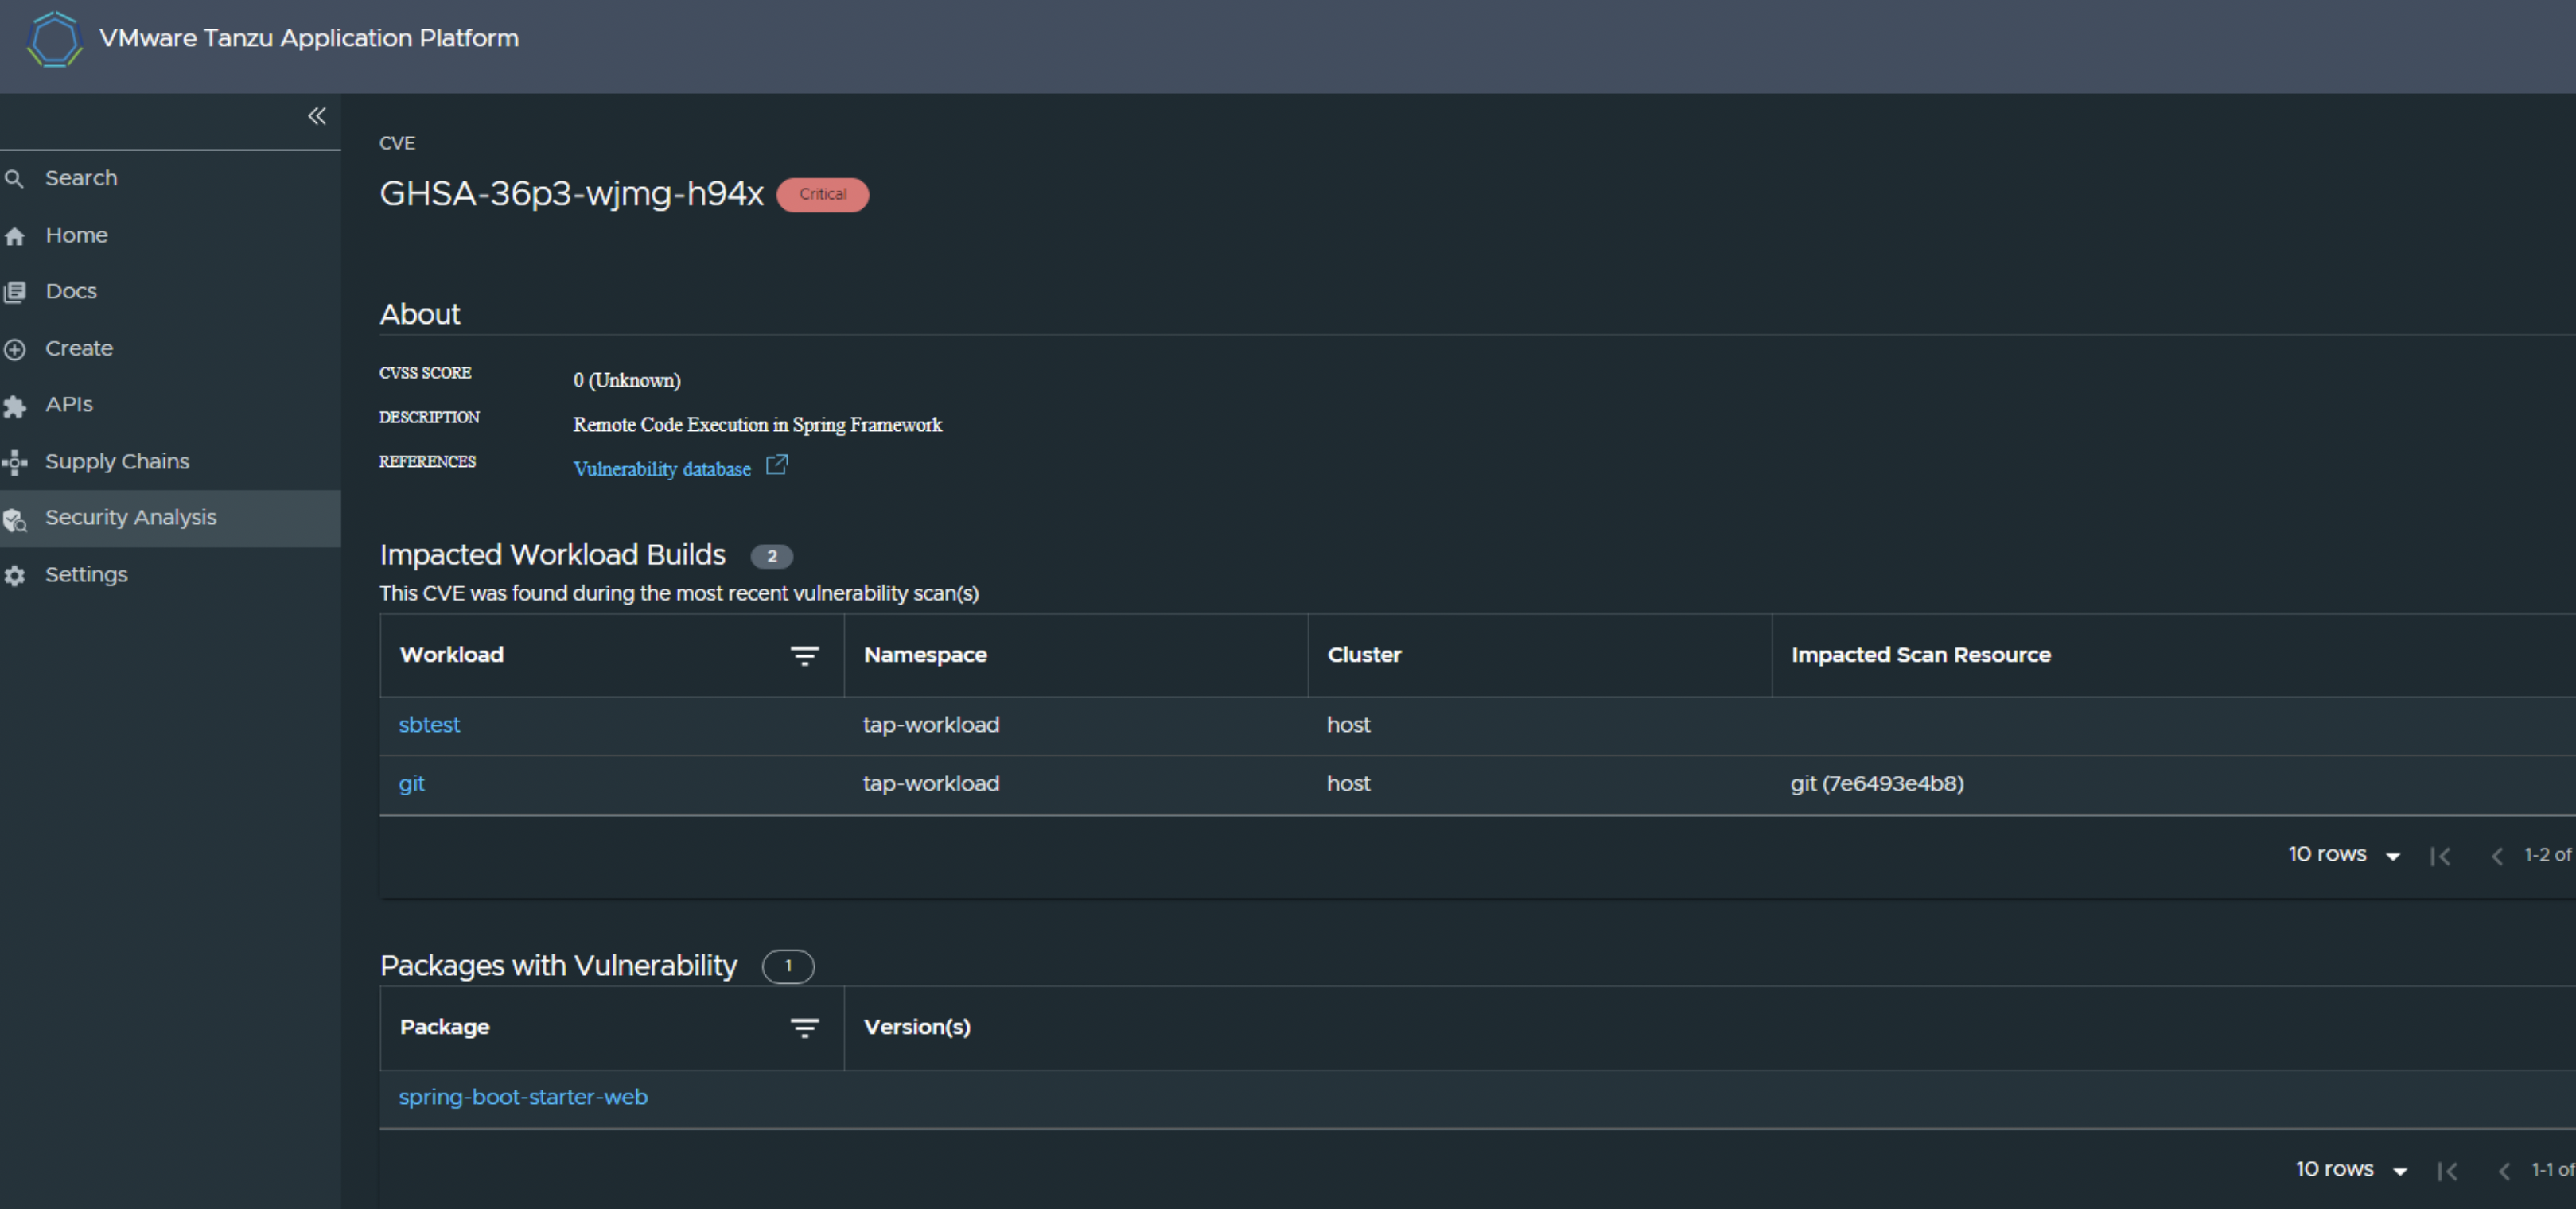 VMware Tanzu Application Platform
Search
Home
Docs
Create
APIs
Supply Chains
Security Analysis
Settings
CVE
GHSA-36p3-wjmg-h94x Critical
About
CVSS SCORE 0 (Unknown)
DESCRIPTION Remote Code Execution in Spring Framework
REFERENCES Vulnerability database
Impacted Workload Builds 2
This CVE was found during the most recent vulnerability scan(s)
Workload Namespace Cluster Impacted Scan Resource
sbtest tap-workload host
git tap-workload host git (7e6493e4b8)
10 rows 1-2 of
Packages with Vulnerability 1
Package Version(s)
spring-boot-starter-web
10 rows 1-1 of